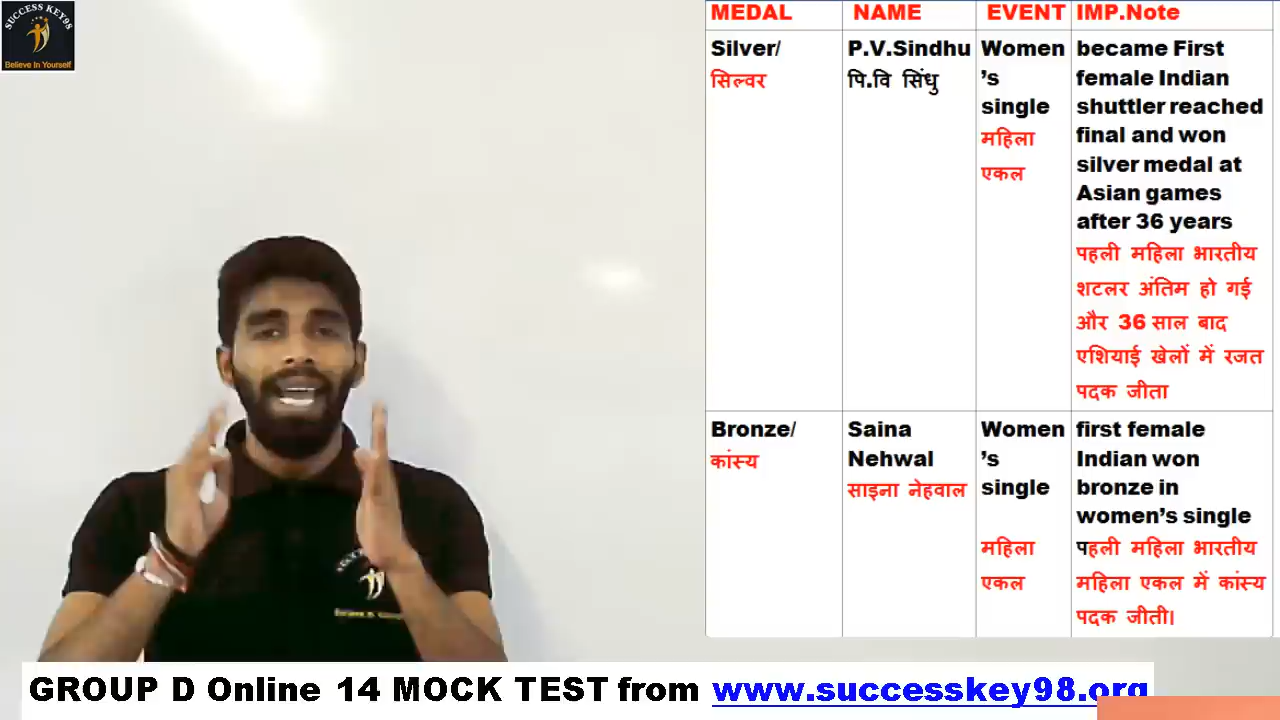 SUCCESS KEY98
Believe In Yourself
MEDAL NAME EVENT IMP.Note
Silver/
सिल्वर
P.V.Sindhu
पि.वि सिंधु
Women
’s
single
महिला
एकल
became First
female Indian
shuttler reached
final and won
silver medal at
Asian games
after 36 years
पहली महिला भारतीय
शटलर अंतिम हो गई
और 36 साल बाद
एशियाई खेलों में रजत
पदक जीता
Bronze/
कांस्य
Saina
Nehwal
साइना नेहवाल
Women
’s
single
महिला
एकल
first female
Indian won
bronze in
women’s single
पहली महिला भारतीय
महिला एकल में कांस्य
पदक जीती।
SUCCESS KEY98
GROUP D Online 14 MOCK TEST from www.successkey98.org